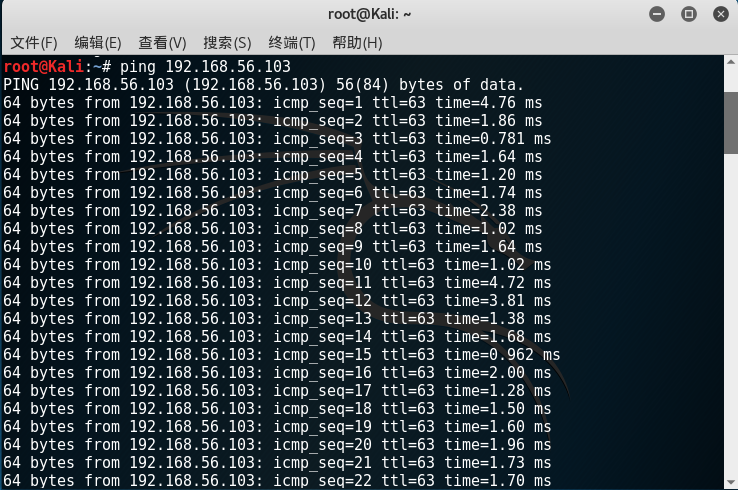 root@Kali: ~
文件(F) 编辑(E) 查看(V) 搜索(S) 终端(T) 帮助(H)
root@Kali:~# ping 192.168.56.103
PING 192.168.56.103 (192.168.56.103) 56(84) bytes of data.
64 bytes from 192.168.56.103: icmp_seq=1 ttl=63 time=4.76 ms
64 bytes from 192.168.56.103: icmp_seq=2 ttl=63 time=1.86 ms
64 bytes from 192.168.56.103: icmp_seq=3 ttl=63 time=0.781 ms
64 bytes from 192.168.56.103: icmp_seq=4 ttl=63 time=1.64 ms
64 bytes from 192.168.56.103: icmp_seq=5 ttl=63 time=1.20 ms
64 bytes from 192.168.56.103: icmp_seq=6 ttl=63 time=1.74 ms
64 bytes from 192.168.56.103: icmp_seq=7 ttl=63 time=2.38 ms
64 bytes from 192.168.56.103: icmp_seq=8 ttl=63 time=1.02 ms
64 bytes from 192.168.56.103: icmp_seq=9 ttl=63 time=1.64 ms
64 bytes from 192.168.56.103: icmp_seq=10 ttl=63 time=1.02 ms
64 bytes from 192.168.56.103: icmp_seq=11 ttl=63 time=4.72 ms
64 bytes from 192.168.56.103: icmp_seq=12 ttl=63 time=3.81 ms
64 bytes from 192.168.56.103: icmp_seq=13 ttl=63 time=1.38 ms
64 bytes from 192.168.56.103: icmp_seq=14 ttl=63 time=1.68 ms
64 bytes from 192.168.56.103: icmp_seq=15 ttl=63 time=0.962 ms
64 bytes from 192.168.56.103: icmp_seq=16 ttl=63 time=2.00 ms
64 bytes from 192.168.56.103: icmp_seq=17 ttl=63 time=1.28 ms
64 bytes from 192.168.56.103: icmp_seq=18 ttl=63 time=1.50 ms
64 bytes from 192.168.56.103: icmp_seq=19 ttl=63 time=1.60 ms
64 bytes from 192.168.56.103: icmp_seq=20 ttl=63 time=1.96 ms
64 bytes from 192.168.56.103: icmp_seq=21 ttl=63 time=1.73 ms
64 bytes from 192.168.56.103: icmp_seq=22 ttl=63 time=1.70 ms